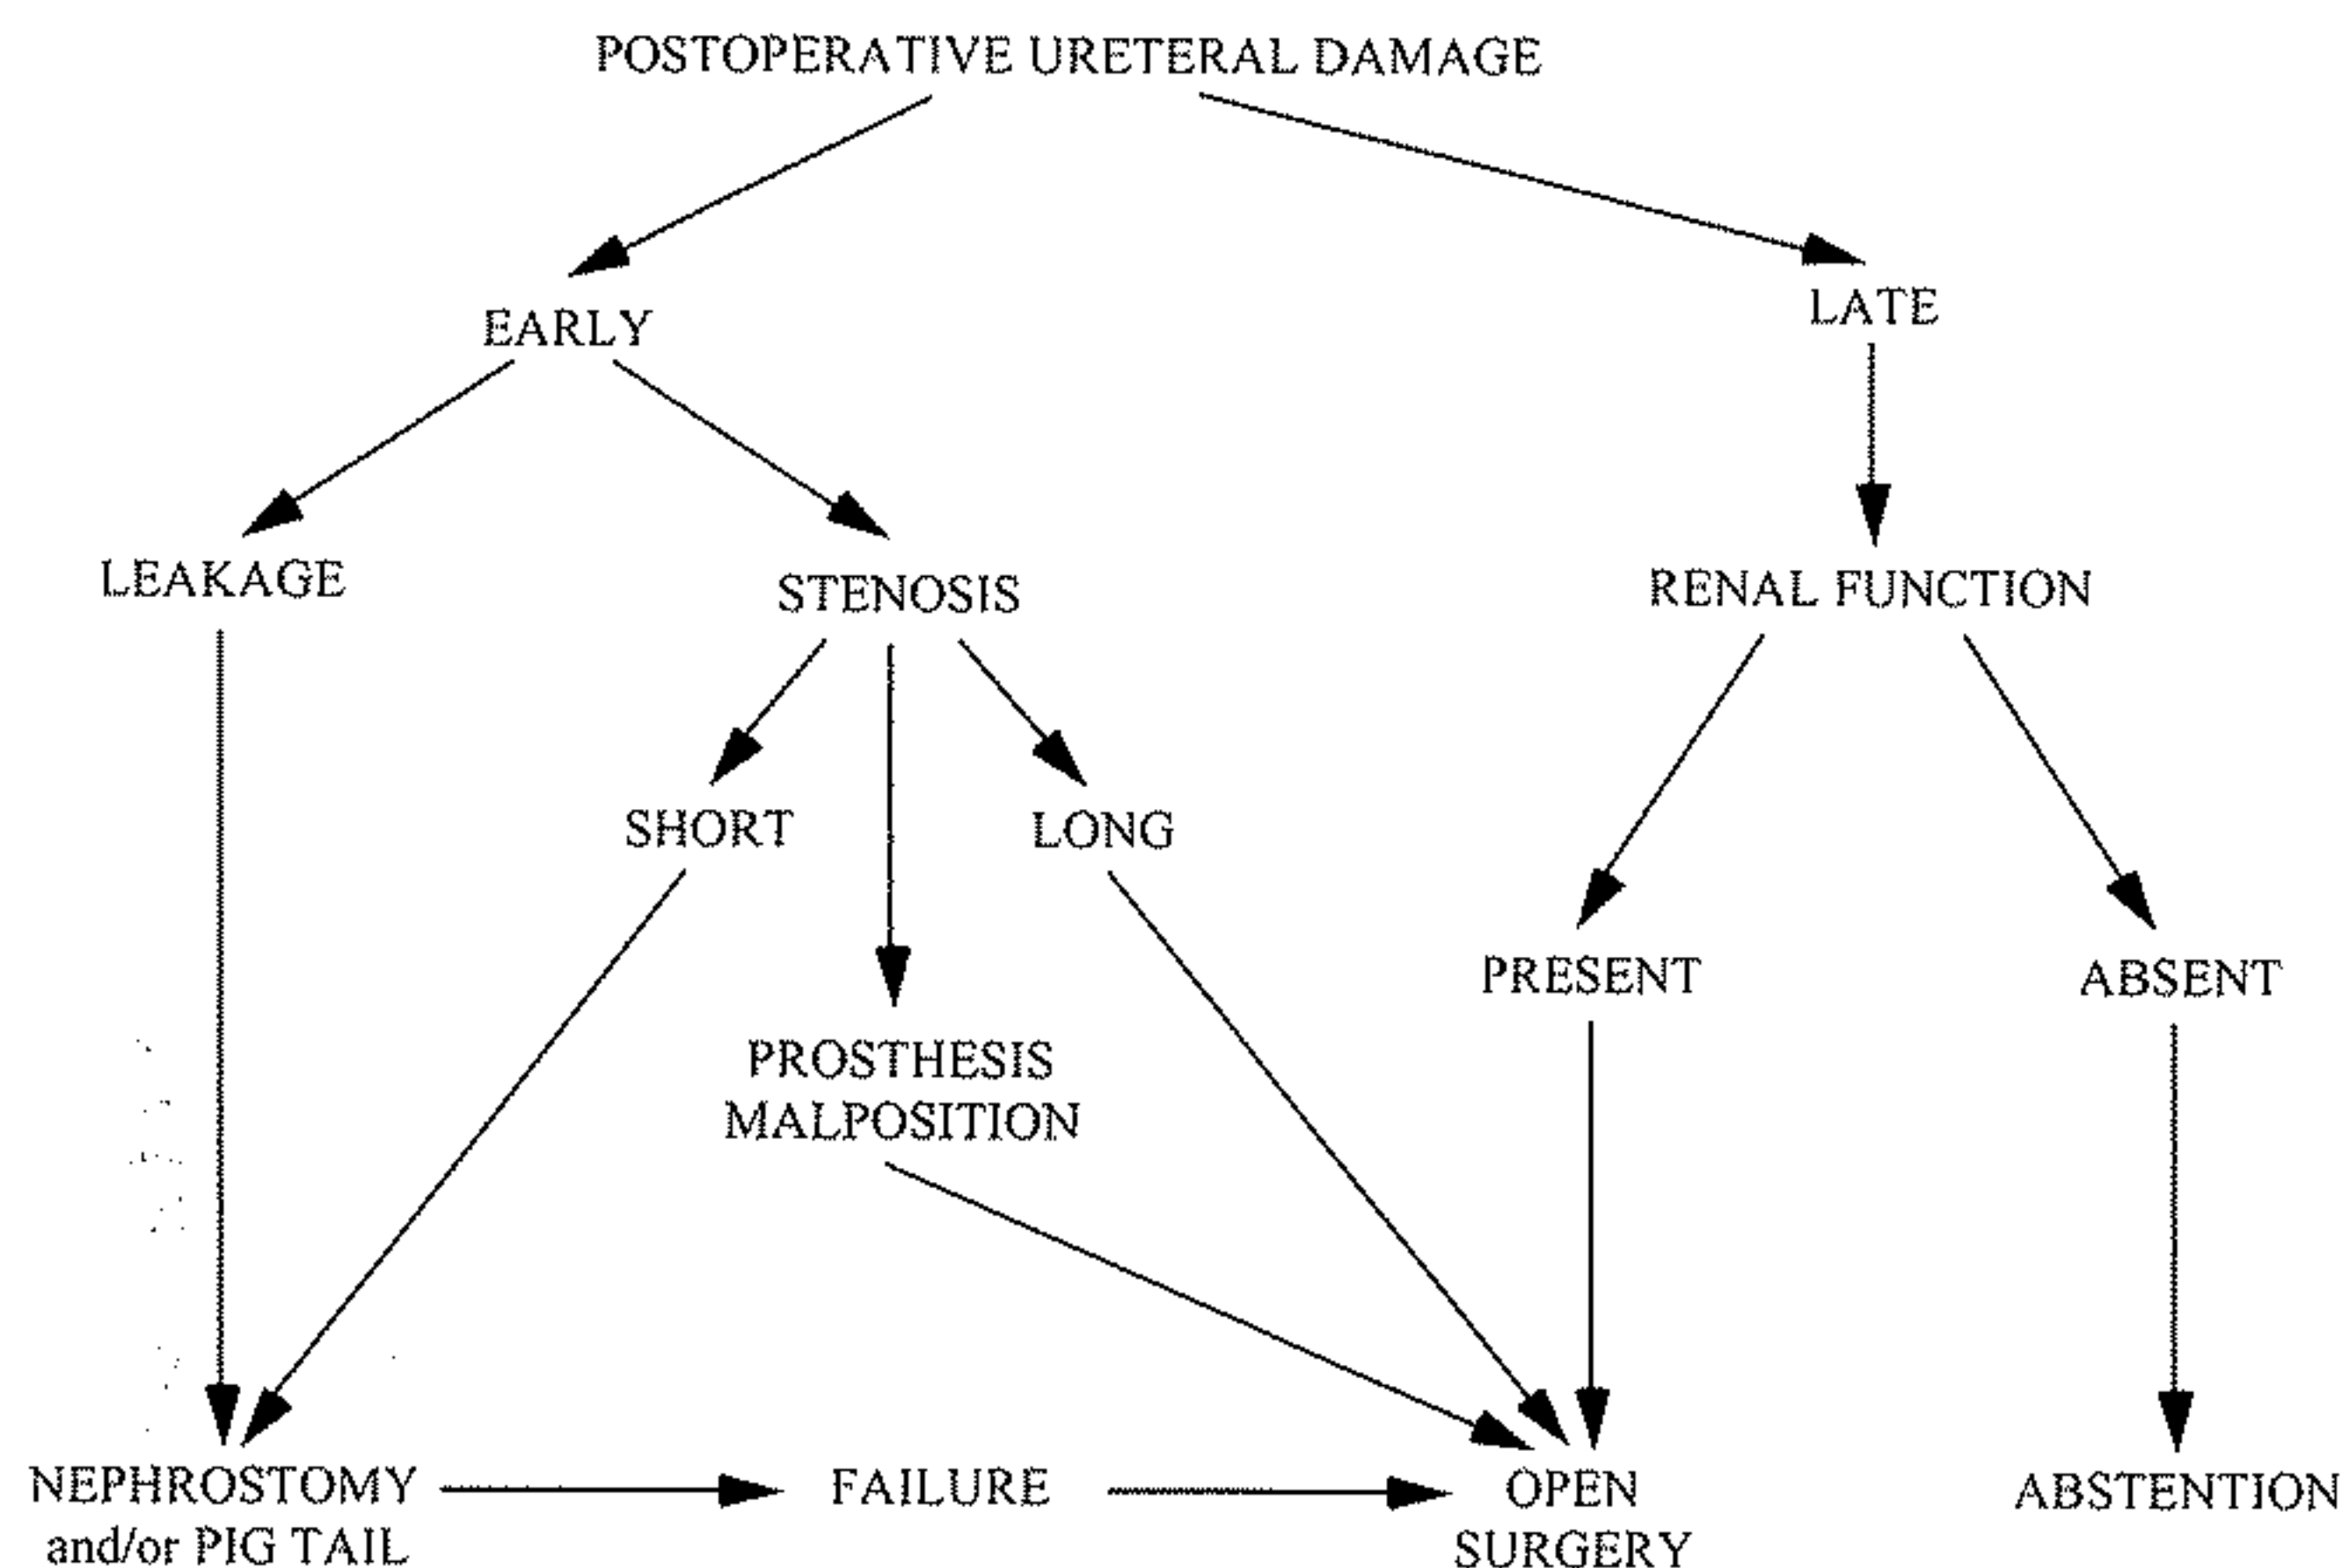 POSTOPERATIVE URETERAL DAMAGE
EARLY
LATE
LEAKAGE
STENOSIS
RENAL FUNCTION
SHORT
LONG
PRESENT
ABSENT
PROSTHESIS
MALPOSITION
NEPHROSTOMY
and/or PIG TAIL
FAILURE
OPEN
SURGERY
ABSTENTION